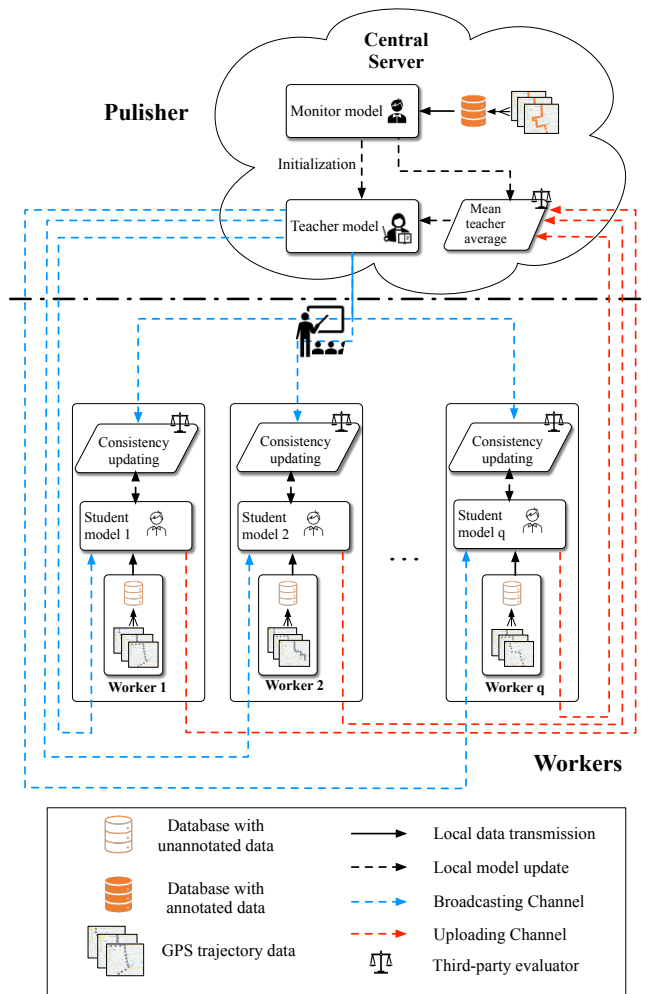 Central
Server
Pulisher
Monitor model
Initialization
Teacher model
Mean
teacher
average
Consistency
updating
Consistency
updating
Consistency
updating
Student
model 1
Student
model 2
Student
model q
. . .
Worker 1
Worker 2
Worker q
Workers
Database with
unannotated data
Database with
annotated data
GPS trajectory data
Local data transmission
Local model update
Broadcasting Channel
Uploading Channel
Third-party evaluator